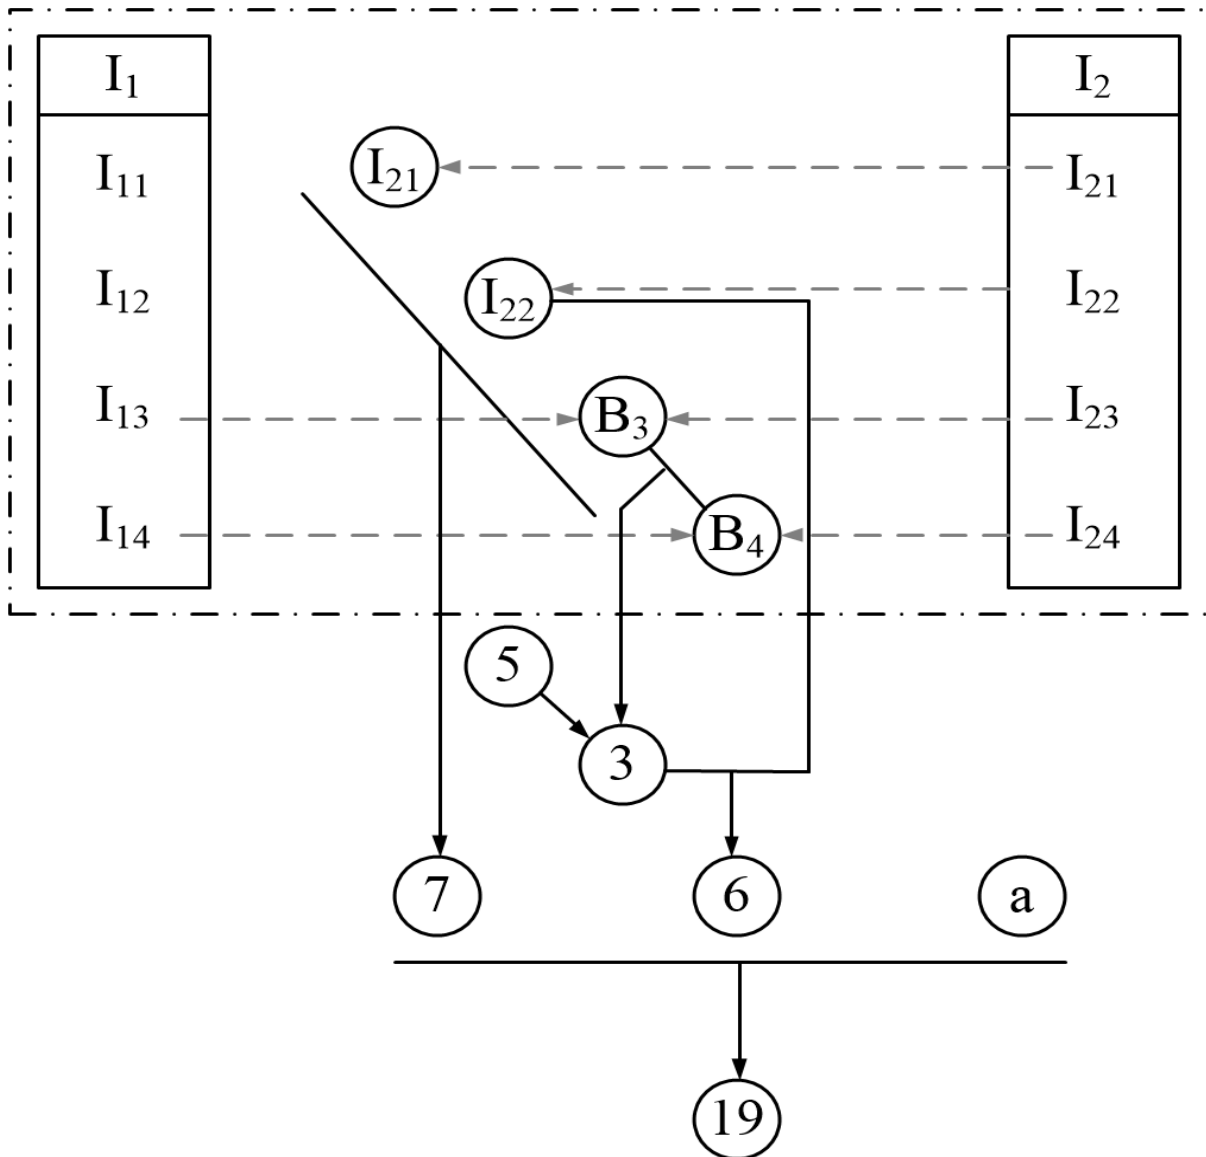 I₁ I₂
I₁₁ I₂₁ I₂₁
I₁₂ I₂₂ I₂₂
I₁₃ B₃ I₂₃
I₁₄ B₄ I₂₄
5
3
7 6 a
19